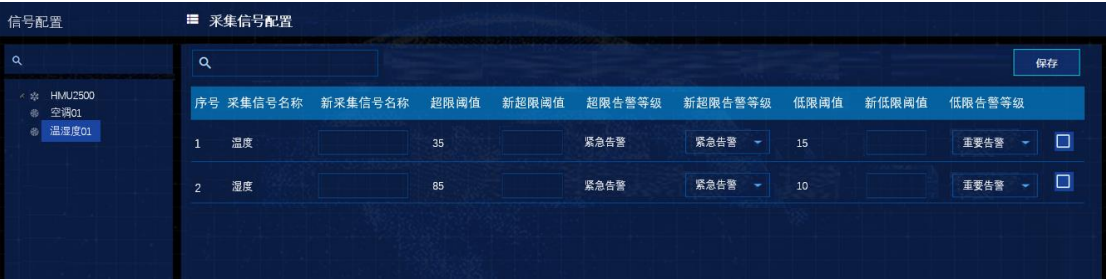 信号配置
采集信号配置
保存
HMU2500
空调01
温湿度01
序号 采集信号名称 新采集信号名称 超限阈值 新超限阈值 超限告警等级 新超限告警等级 低限阈值 新低限阈值 低限告警等级
1 温度 35 紧急告警 紧急告警 15 重要告警
2 湿度 85 紧急告警 紧急告警 10 重要告警